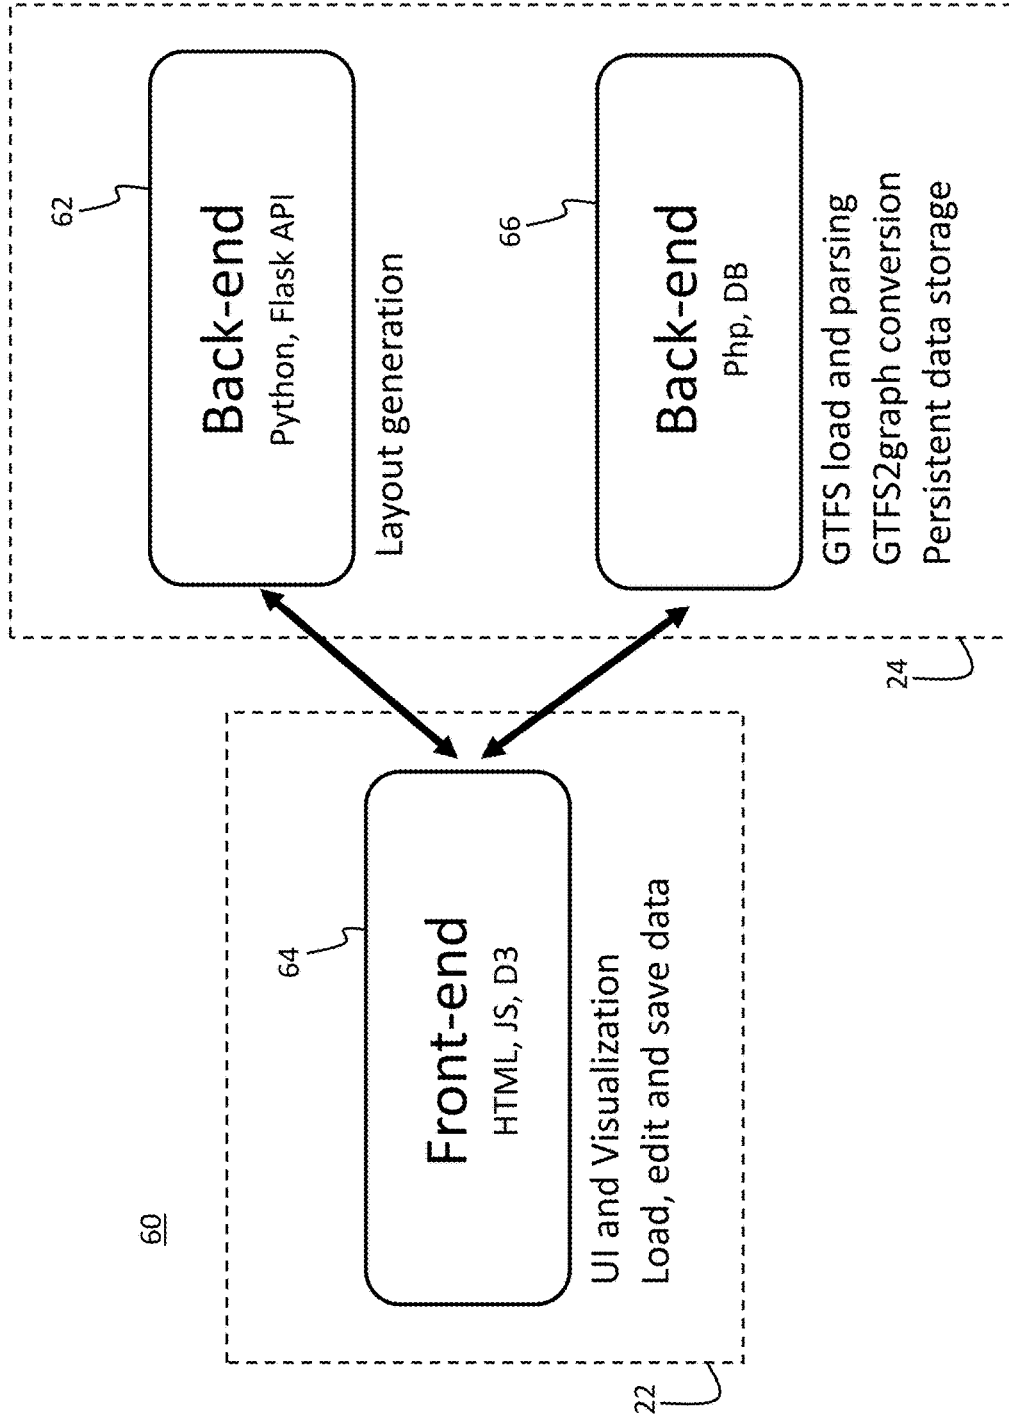 60
62
Back-end
Python, Flask API
Layout generation
64
Front-end
HTML, JS, D3
UI and Visualization
Load, edit and save data
22
66
Back-end
Php, DB
GTFS load and parsing
GTFS2graph conversion
Persistent data storage
24